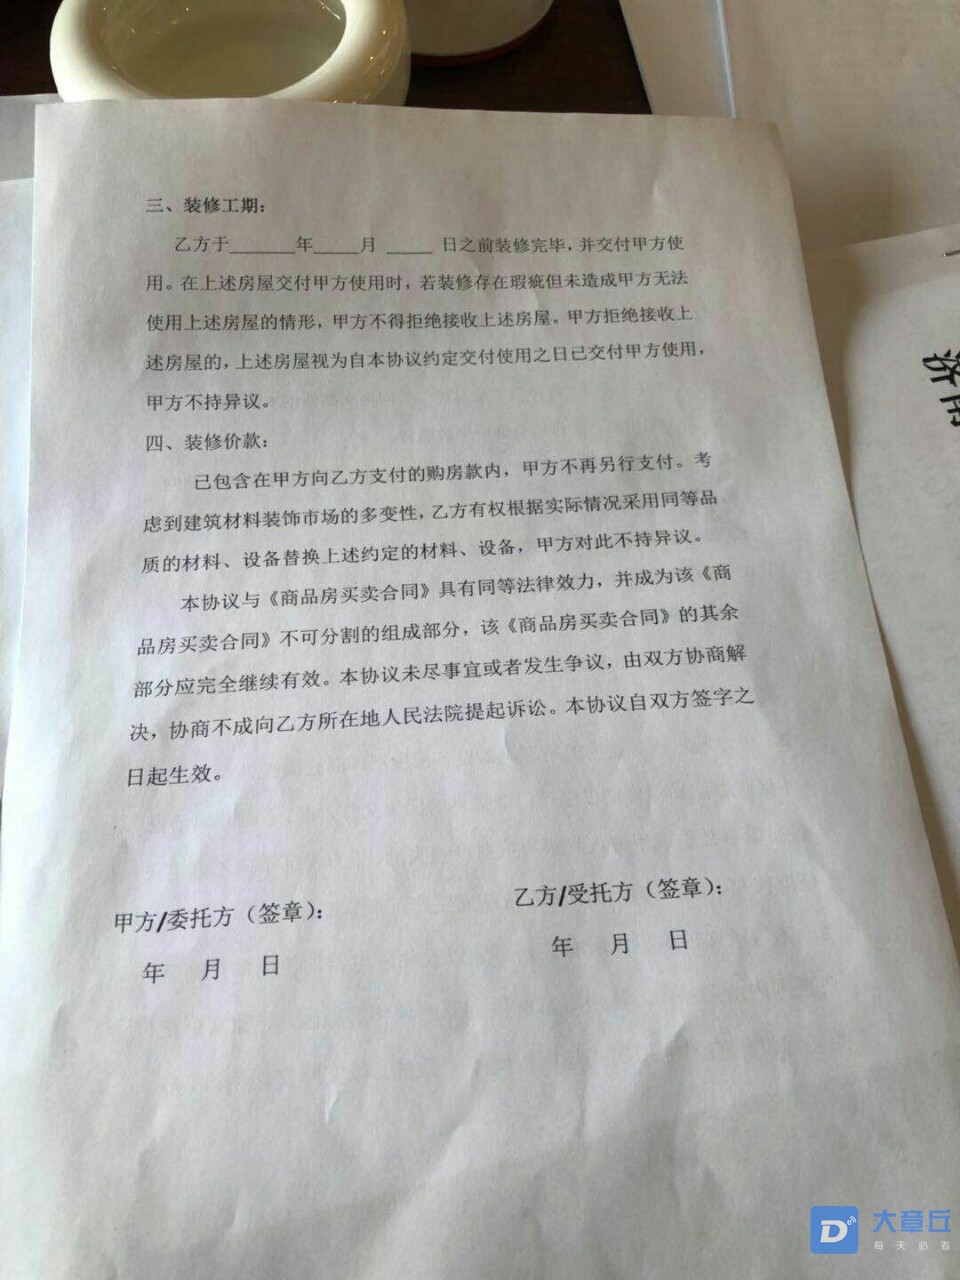 三、装修工期：
乙方于_______年_____月 _____ 日之前装修完毕，并交付甲方使
用。在上述房屋交付甲方使用时，若装修存在瑕疵但未造成甲方无法
使用上述房屋的情形，甲方不得拒绝接收上述房屋。甲方拒绝接收上
述房屋的，上述房屋视为自本协议约定交付使用之日已交付甲方使用，
甲方不持异议。
四、装修价款：
已包含在甲方向乙方支付的购房款内，甲方不再另行支付。考
虑到建筑材料装饰市场的多变性，乙方有权根据实际情况采用同等品
质的材料、设备替换上述约定的材料、设备，甲方对此不持异议。
本协议与《商品房买卖合同》具有同等法律效力，并成为该《商
品房买卖合同》不可分割的组成部分，该《商品房买卖合同》的其余
部分应完全继续有效。本协议未尽事宜或者发生争议，由双方协商解
决，协商不成向乙方所在地人民法院提起诉讼。本协议自双方签字之
日起生效。
甲方/委托方（签章）：
年 月 日
乙方/受托方（签章）：
年 月 日
济南
大章丘
每天必看